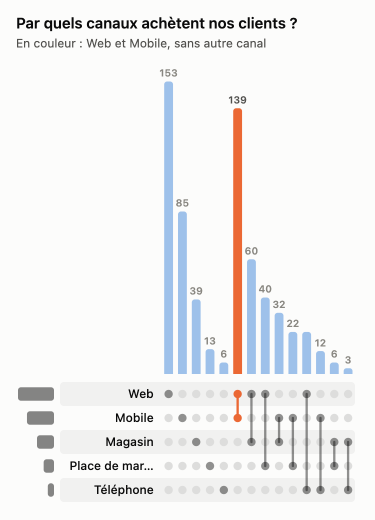 Par quels canaux achètent nos clients ?
En couleur : Web et Mobile, sans autre canal
153
139
85
60
40
39
32
22
13
12
6
6
3
Web
Mobile
Magasin
Place de mar...
Téléphone